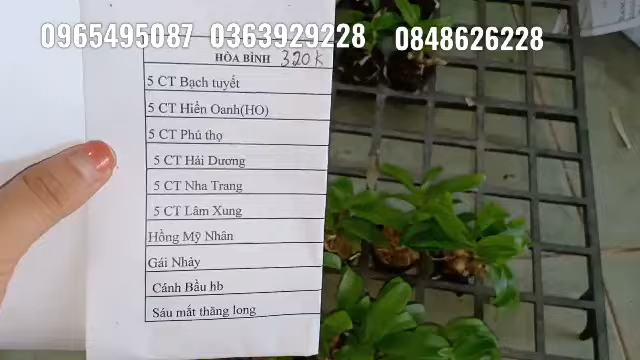 0965495087 0363929228 0848626228
HÒA BÌNH 320K
5 CT Bạch tuyết
5 CT Hiển Oanh(HO)
5 CT Phú thọ
5 CT Hải Dương
5 CT Nha Trang
5 CT Lâm Xung
Hồng Mỹ Nhân
Gái Nhảy
Cánh Bầu hb
Sáu mắt thăng long